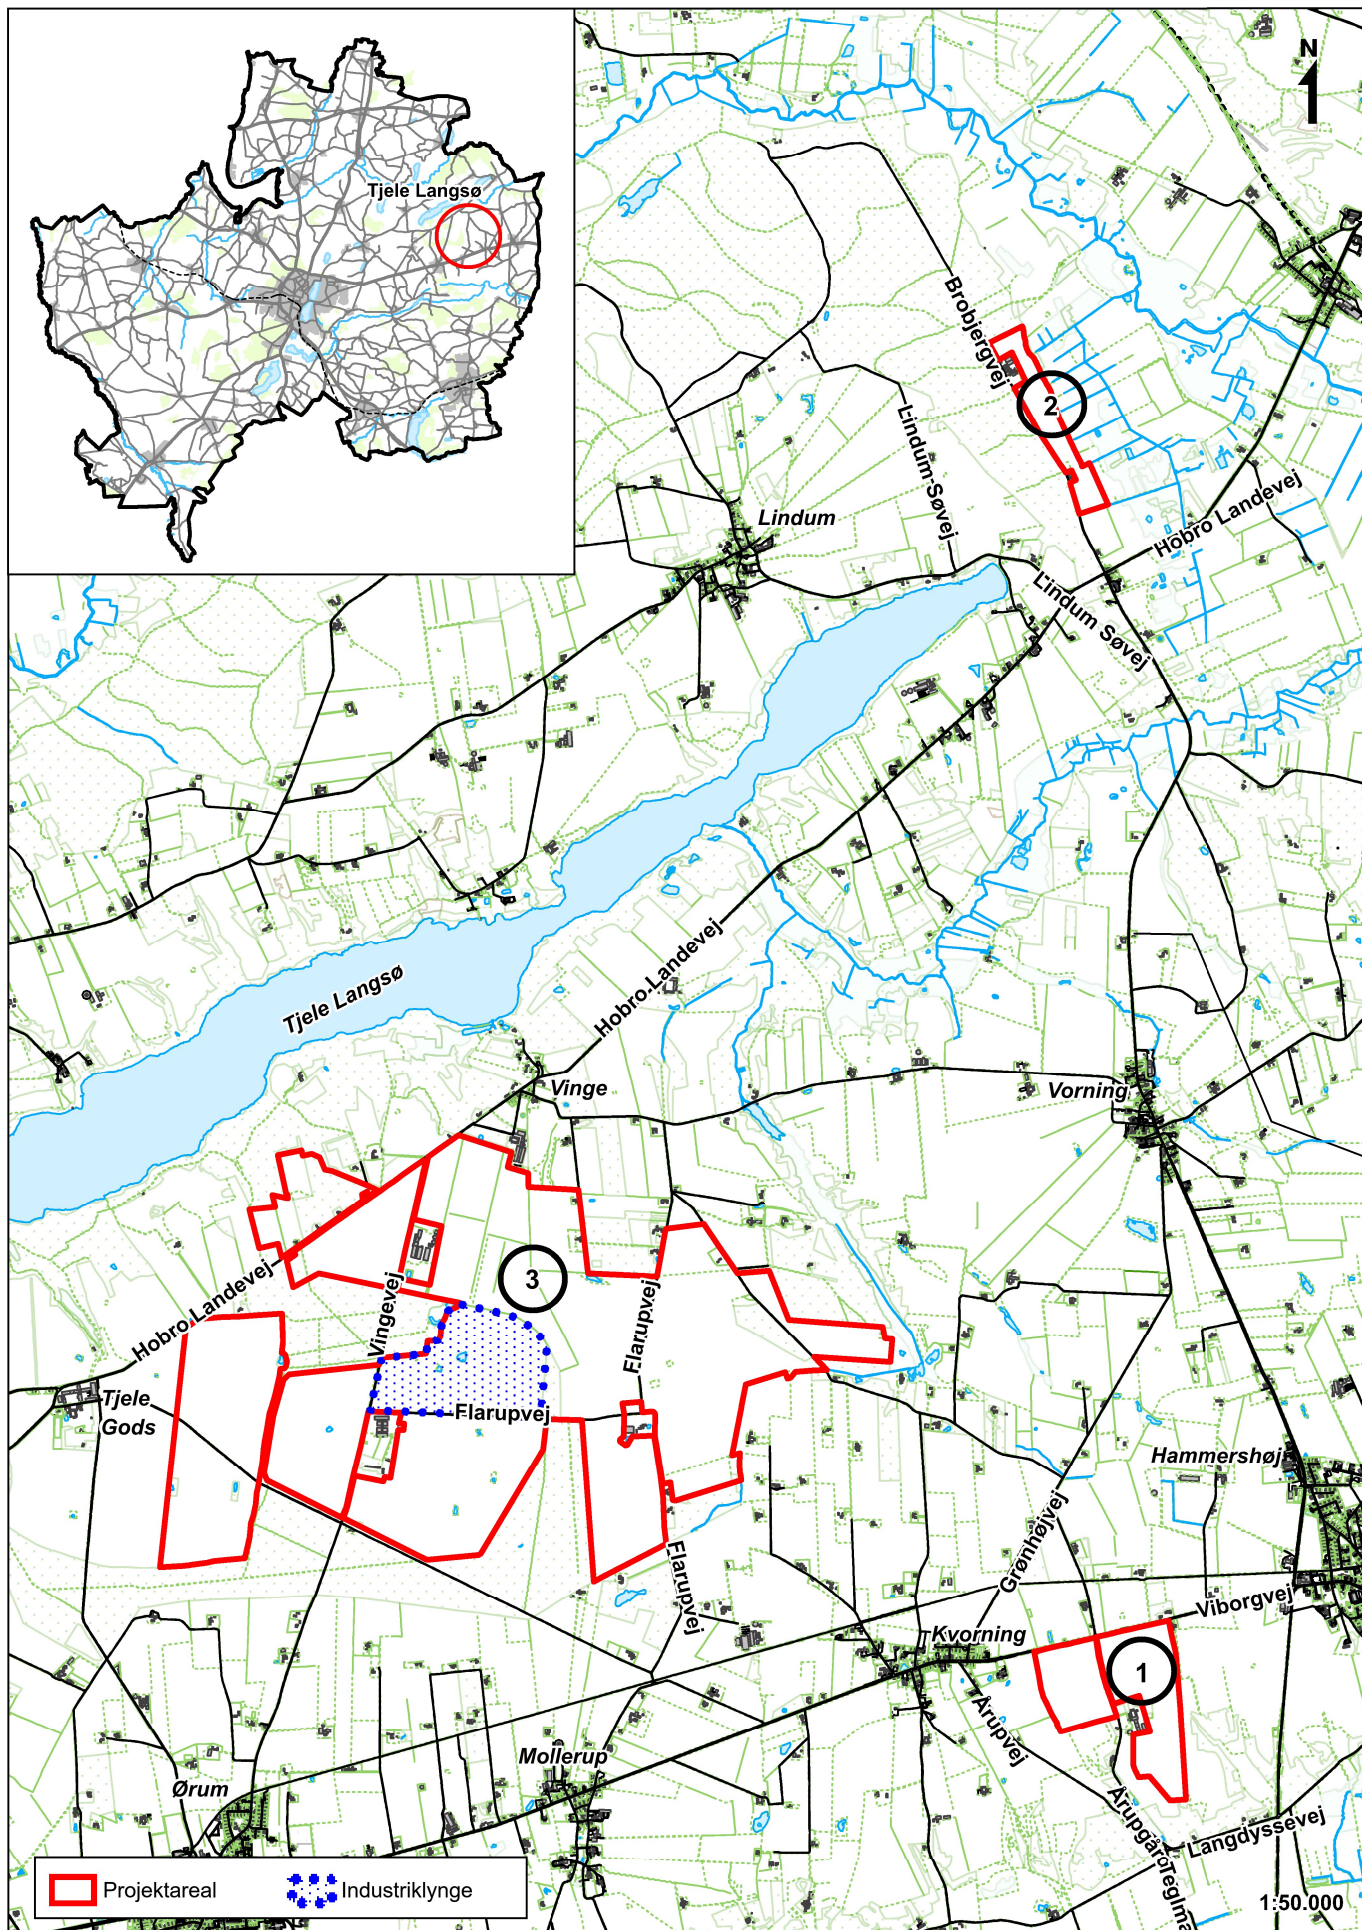 Tjele Langsø
N
Brobjergvej
2
Lindum Søvej
Hobro Landevej
Lindum
Lindum Søvej
Hobro Landevej
Tjele Langsø
Vinge
Vorning
3
Hobro Landevej
Vingevej
Flarupvej
Tjele
Gods
Flarupvej
Hammershøj
Grønhøjvej
Flarupvej
Viborgvej
Kvorning
1
Årupvej
Mollerup
Ørum
Årupgård
Langdyssevej
Teglma
Projektareal
Industriklynge
1:50.000